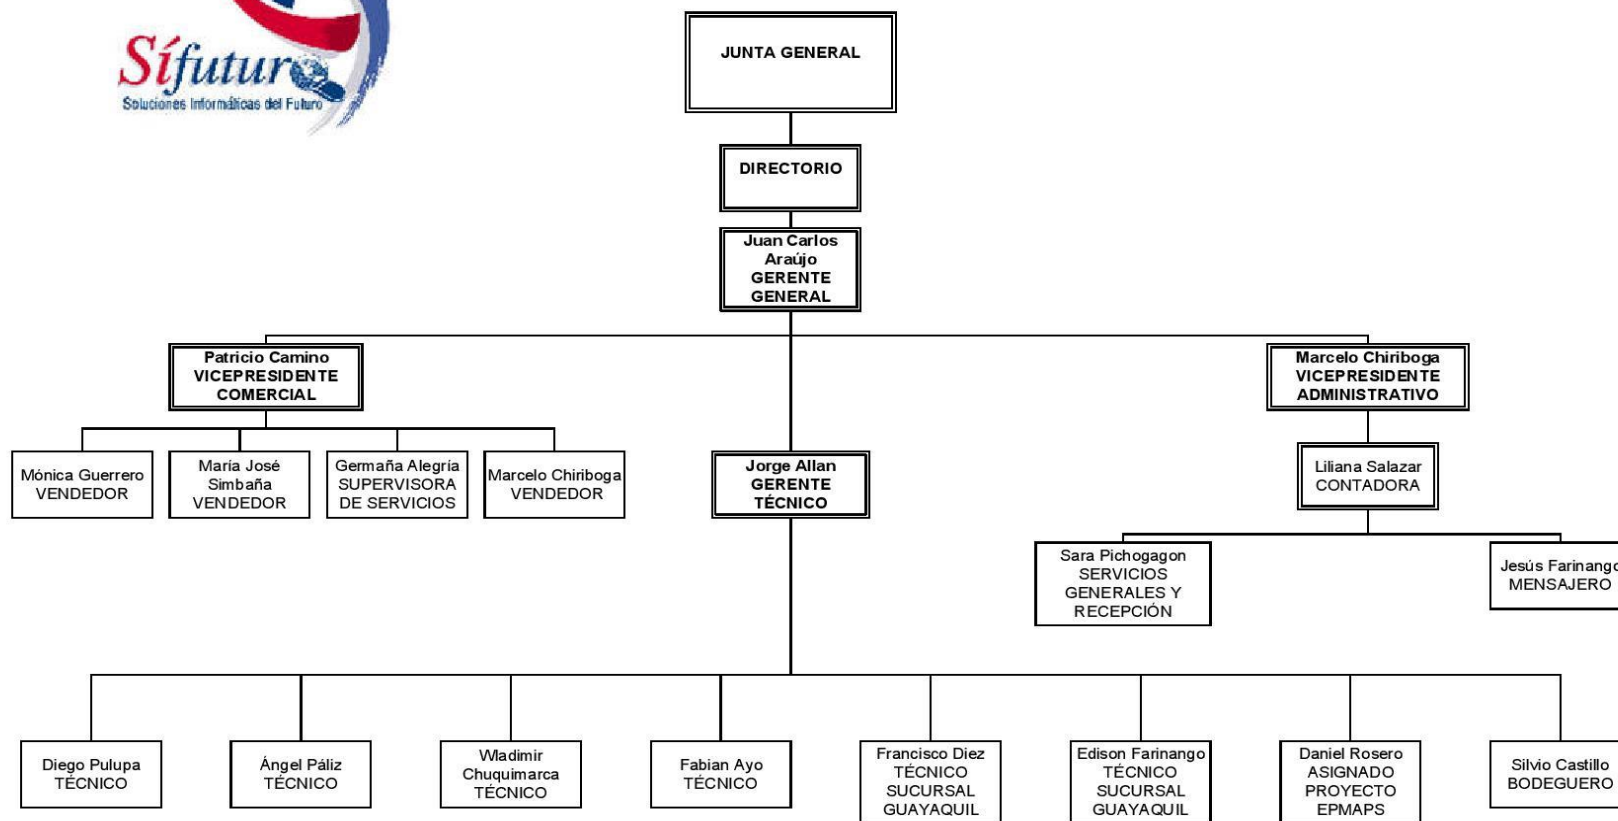 Sífuturo
Soluciones Informáticas del Futuro
JUNTA GENERAL
DIRECTORIO
Juan Carlos
Araújo
GERENTE
GENERAL
Patricio Camino
VICEPRESIDENTE
COMERCIAL
Marcelo Chiriboga
VICEPRESIDENTE
ADMINISTRATIVO
Mónica Guerrero
VENDEDOR
María José
Simbaña
VENDEDOR
Germaña Alegría
SUPERVISORA
DE SERVICIOS
Marcelo Chiriboga
VENDEDOR
Jorge Allan
GERENTE
TÉCNICO
Liliana Salazar
CONTADORA
Sara Pichogagon
SERVICIOS
GENERALES Y
RECEPCIÓN
Jesús Farinango
MENSAJERO
Diego Pulupa
TÉCNICO
Ángel Páliz
TÉCNICO
Wladimir
Chuquimarca
TÉCNICO
Fabian Ayo
TÉCNICO
Francisco Diez
TÉCNICO
SUCURSAL
GUAYAQUIL
Edison Farinango
TÉCNICO
SUCURSAL
GUAYAQUIL
Daniel Rosero
ASIGNADO
PROYECTO
EPMAPS
Silvio Castillo
BODEGUERO